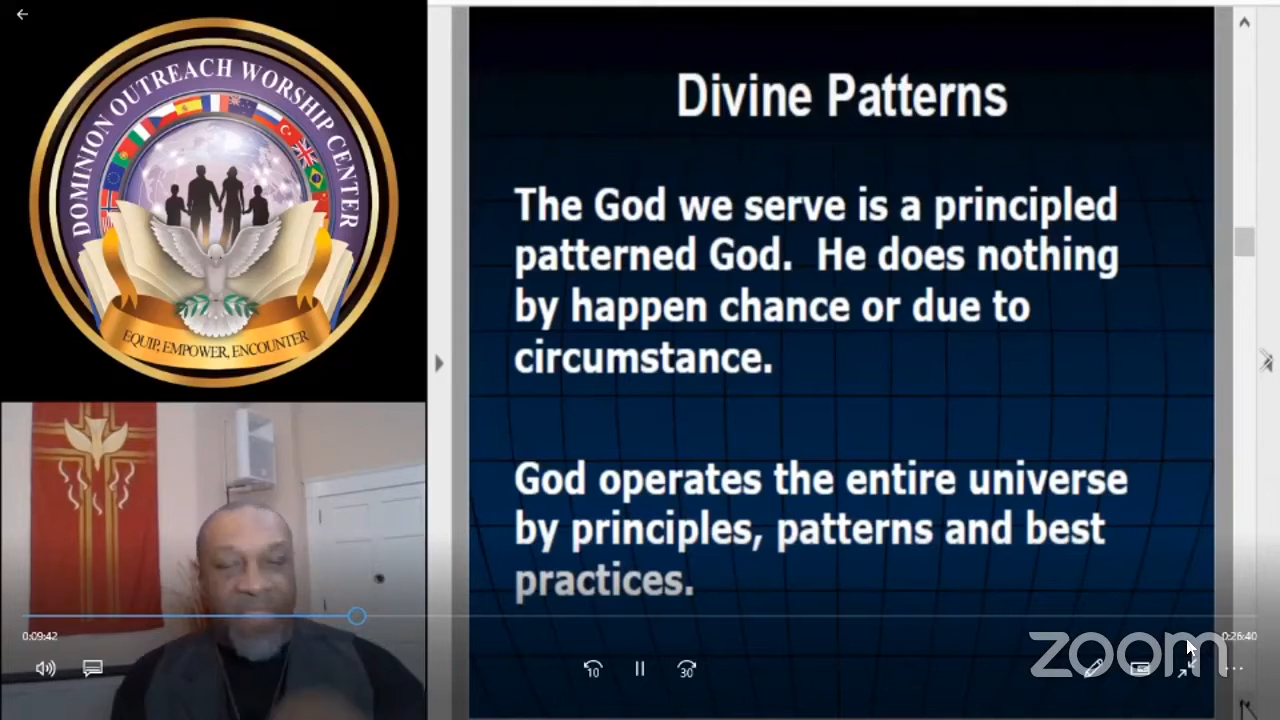 DOMINION OUTREACH WORSHIP CENTER
EQUIP, EMPOWER, ENCOUNTER
Divine Patterns
The God we serve is a principled
patterned God.  He does nothing
by happen chance or due to
circumstance.
God operates the entire universe
by principles, patterns and best
practices.
0:09:42
0:26:40
10
30
zoom